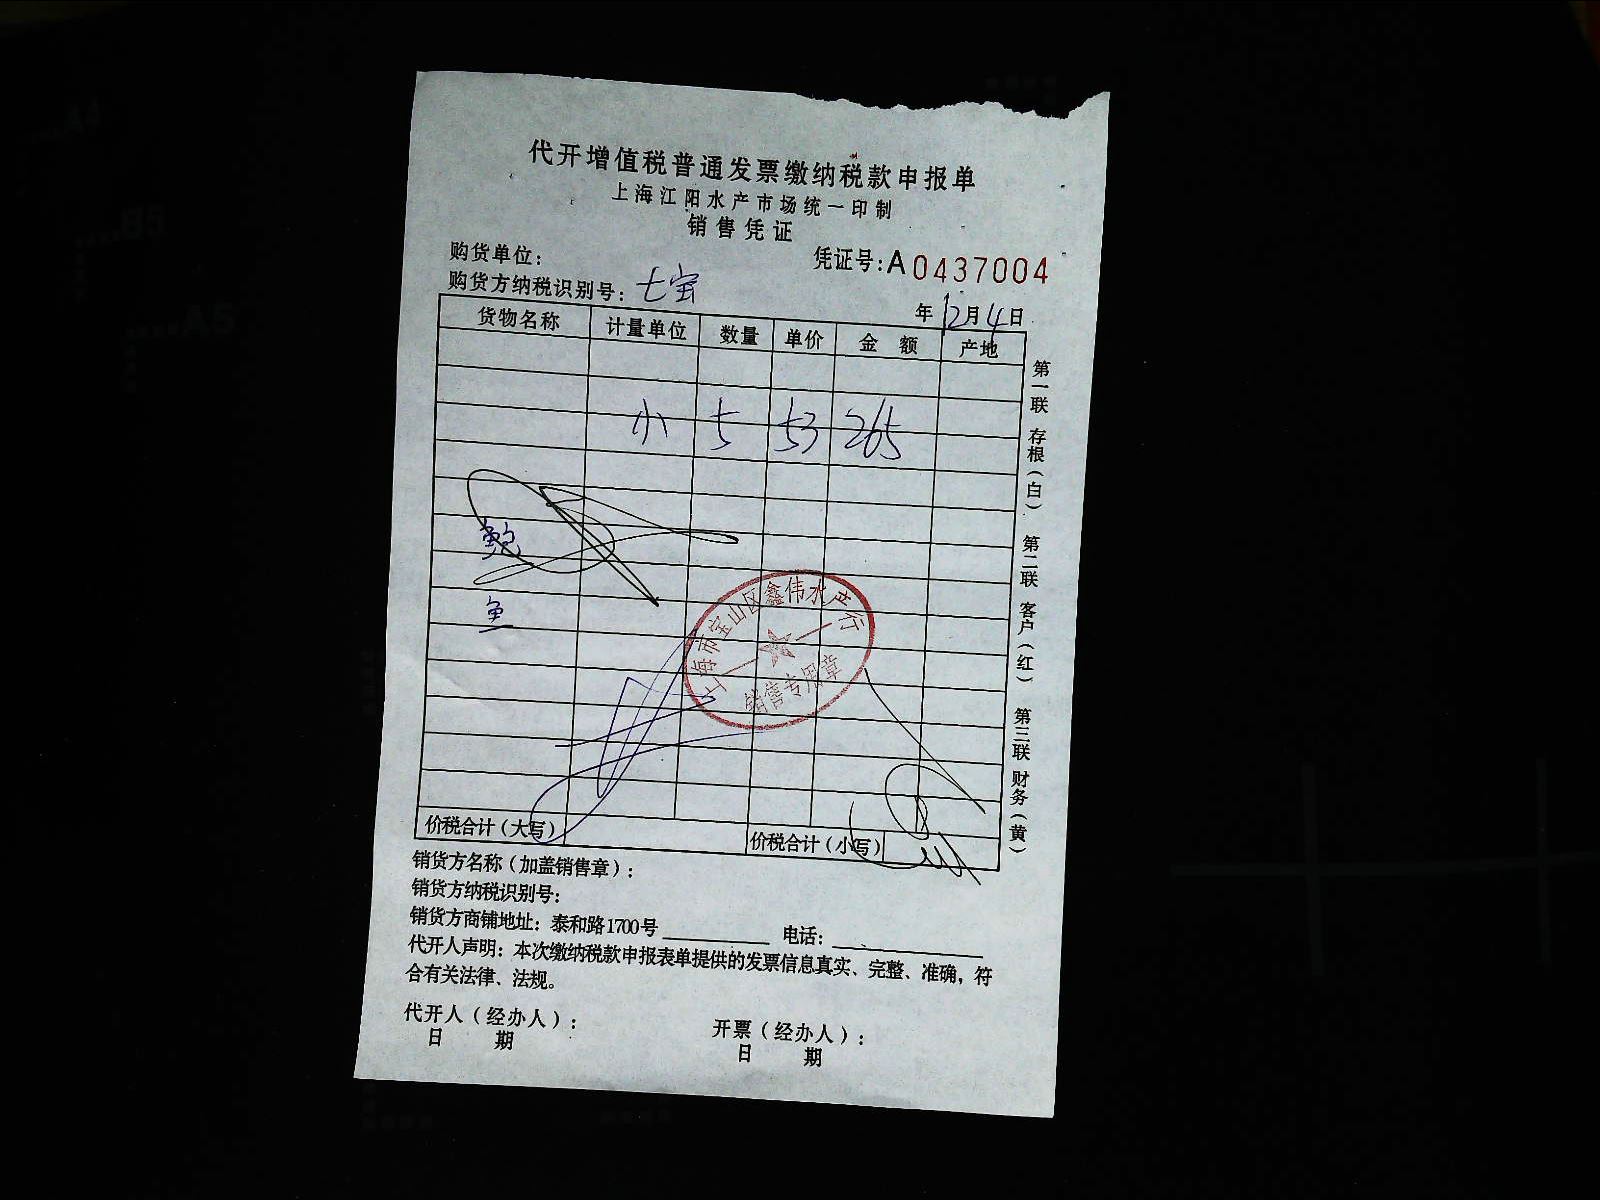 代开增值税普通发票缴纳税款申报单
上海江阳水产市场统一印制
销售凭证
购货单位：
凭证号：A0437004
购货方纳税识别号：七宝
年12月4日
货物名称 计量单位 数量 单价 金额 产地
小 5 53 265
鲍
鱼
上海市宝山区鑫伟水产行
销售专用章
价税合计（大写） 价税合计（小写）
销货方名称（加盖销售章）：
销货方纳税识别号：
销货方商铺地址：泰和路1700号 电话：
代开人声明：本次缴纳税款申报表单提供的发票信息真实、完整、准确，符
合有关法律、法规。
代开人（经办人）： 开票（经办人）：
日期 日期
第一联 存根（白） 第二联 客户（红） 第三联 财务（黄）